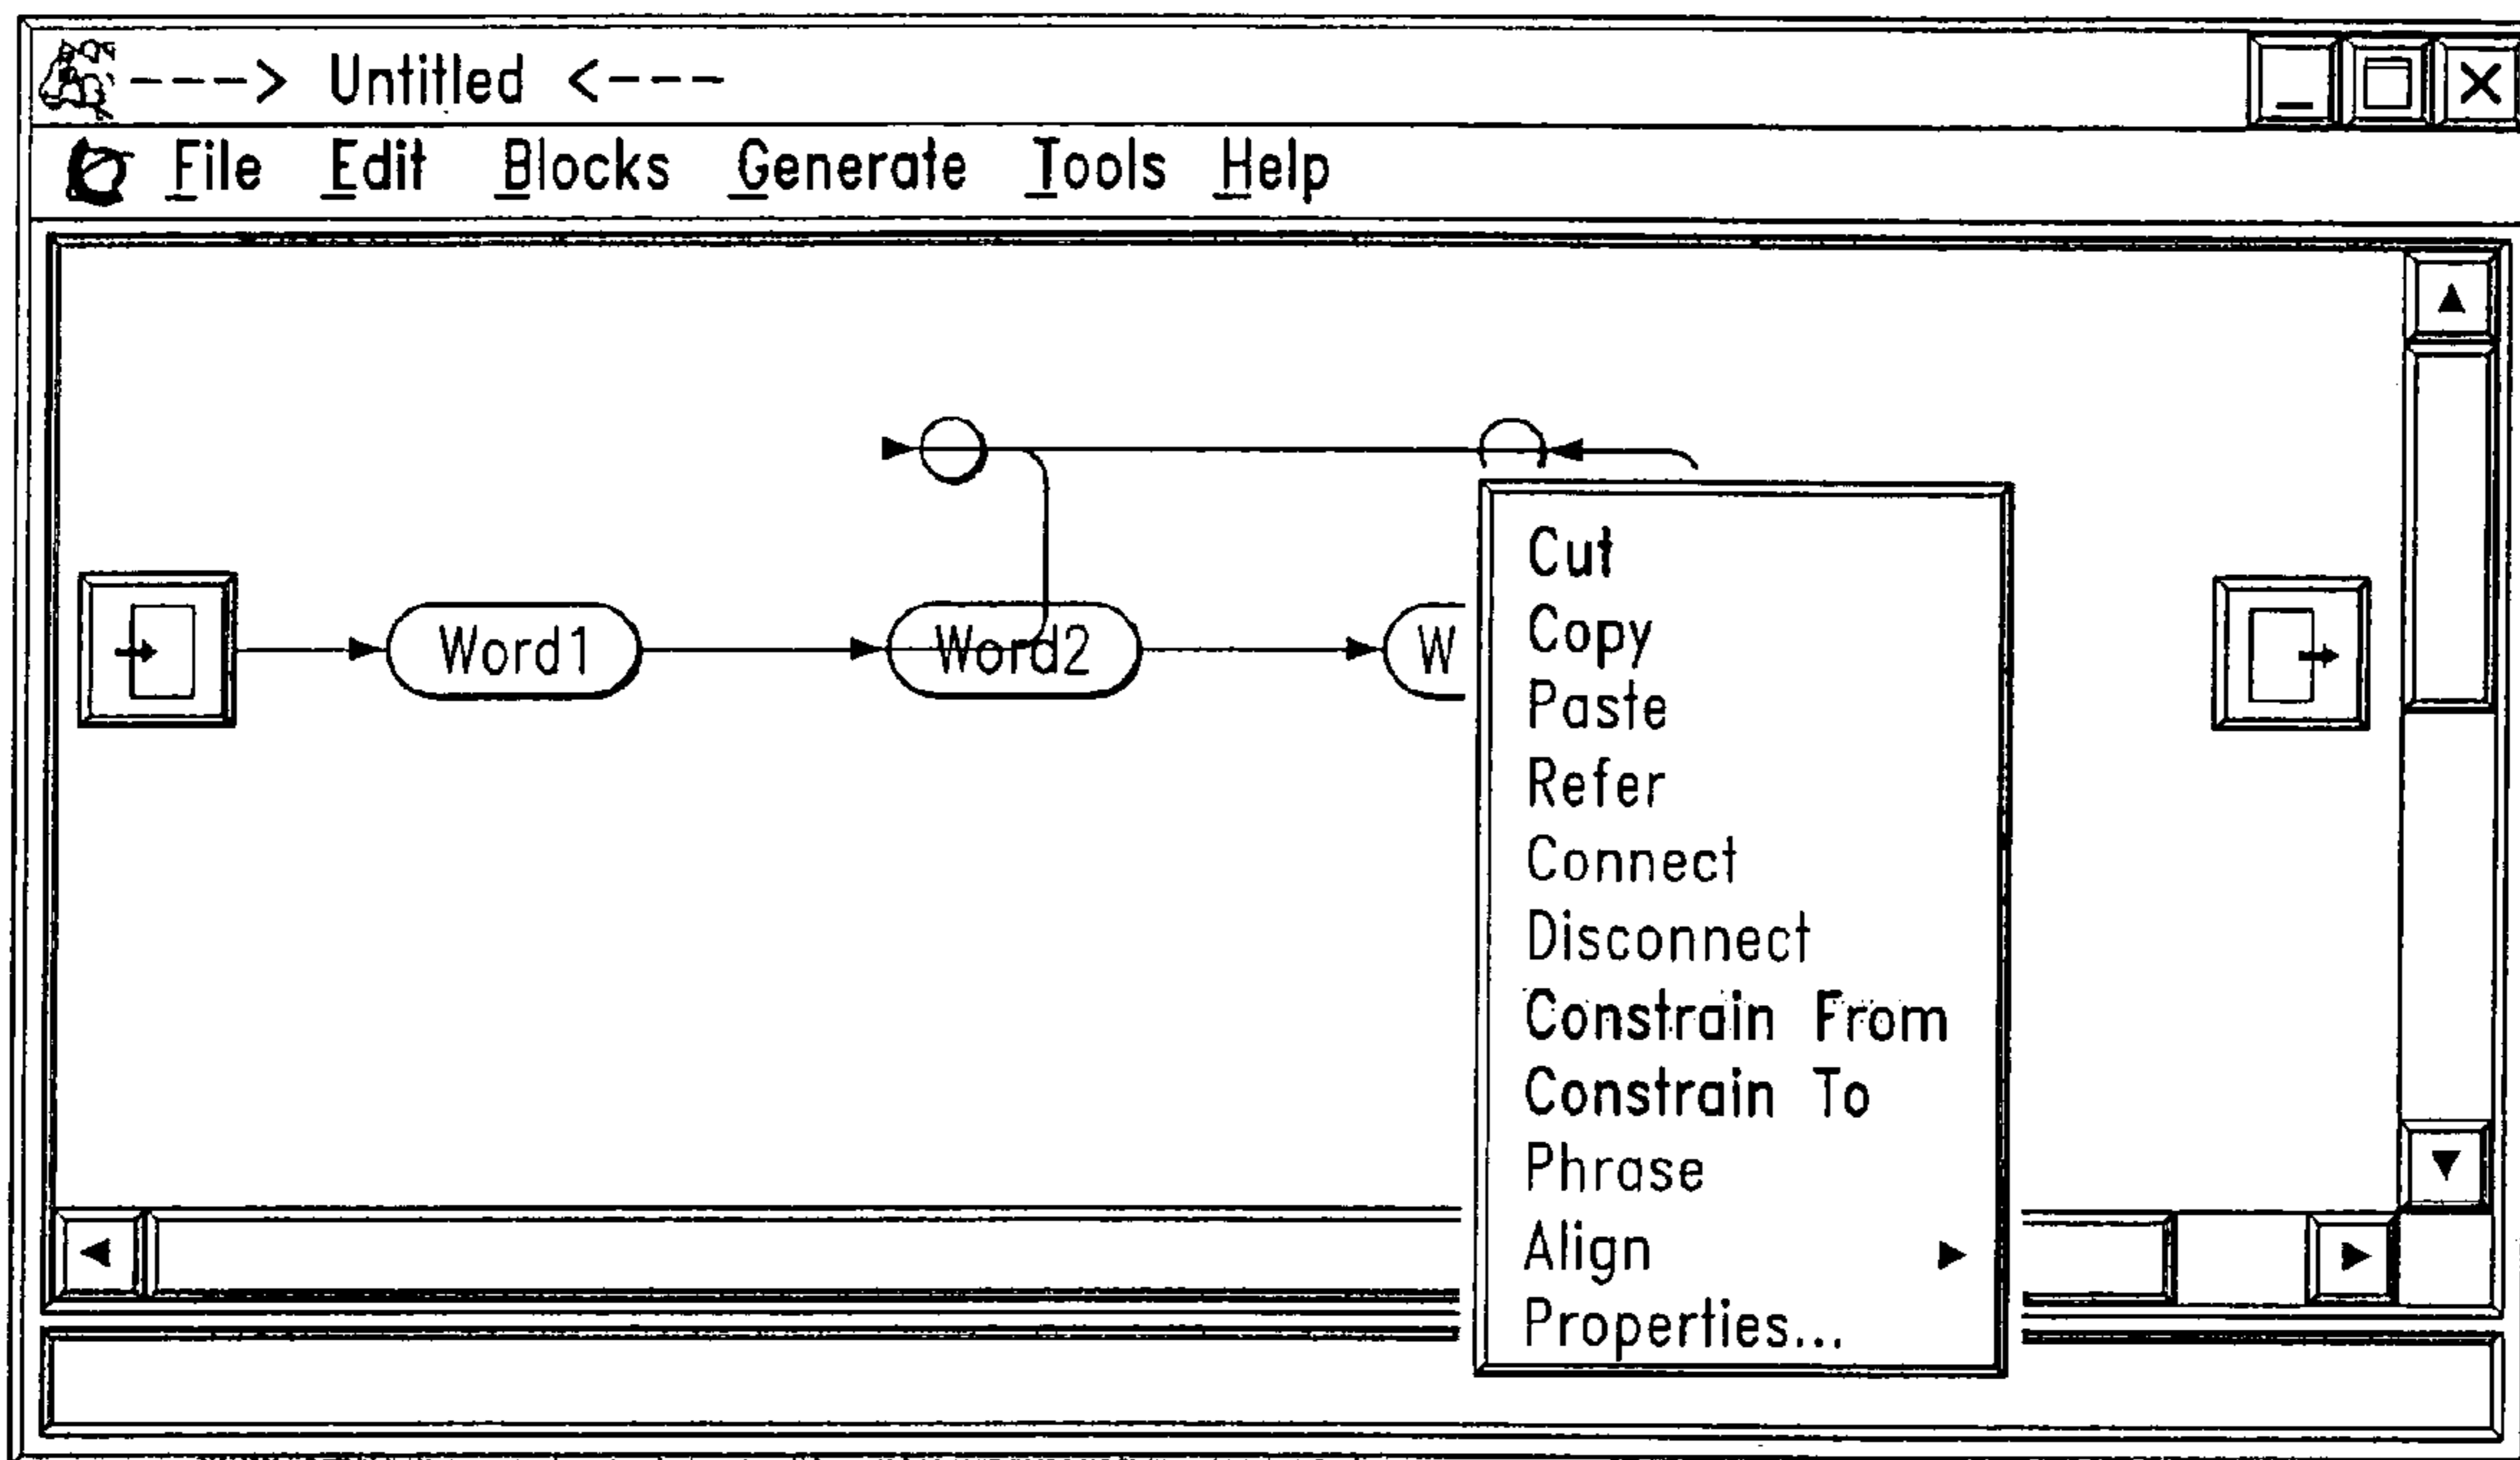 ---> Untitled <---
File Edit Blocks Generate Tools Help
Word1 Word2 W
Cut
Copy
Paste
Refer
Connect
Disconnect
Constrain From
Constrain To
Phrase
Align
Properties...